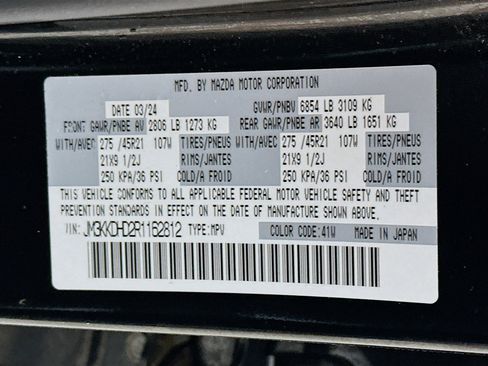 MFD. BY MAZDA MOTOR CORPORATION
DATE 03/24 GVWR/PNBV 6854 LB 3109 KG
FRONT GAWR/PNBE AV 2806 LB 1273 KG REAR GAWR/PNBE AR 3640 LB 1651 KG
WITH/AVEC 275 /45R21 107W TIRES/PNEUS WITH/AVEC 275 /45R21 107W TIRES/PNEUS
21X9 1/2J RIMS/JANTES 21X9 1/2J RIMS/JANTES
250 KPA/36 PSI COLD/A FROID 250 KPA/36 PSI COLD/A FROID
THIS VEHICLE CONFORMS TO ALL APPLICABLE FEDERAL MOTOR VEHICLE SAFETY AND THEFT
PREVENTION STANDARDS IN EFFECT ON THE DATE OF MANUFACTURE SHOWN ABOVE.
VIN: JM3KKDHD2R1162812 TYPE:MPV COLOR CODE:41W MADE IN JAPAN